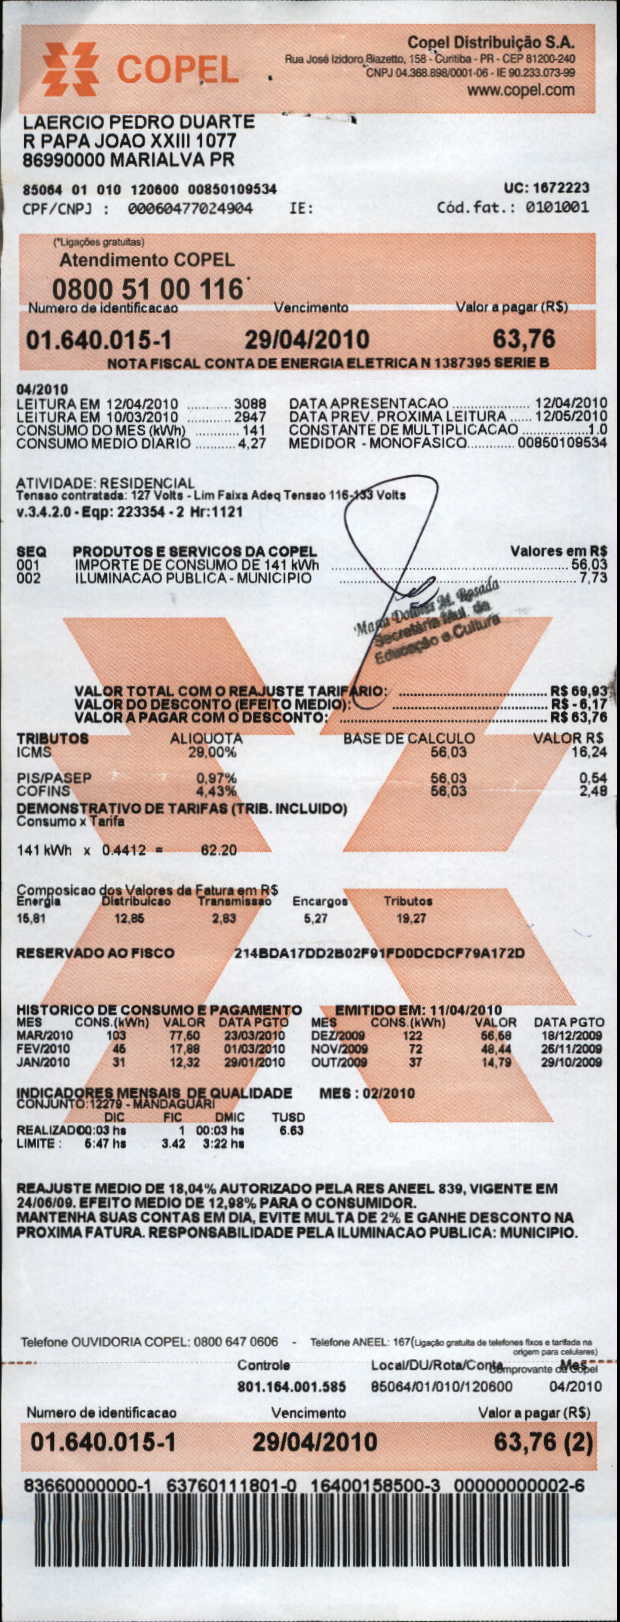 COPEL
Copel Distribuição S.A.
Rua José Izidoro Biazetto, 158 - Curitiba - PR - CEP 81200-240
CNPJ 04.368.898/0001-06 - IE 90.233.073-99
www.copel.com
LAERCIO PEDRO DUARTE
R PAPA JOAO XXIII 1077
86990000 MARIALVA PR
85064 01 010 120600 00850109534 UC: 1672223
CPF/CNPJ : 00060477024904 IE: Cód.fat.: 0101001
(*Ligações gratuitas)
Atendimento COPEL
0800 51 00 116*
Numero de identificacao Vencimento Valor a pagar (R$)
01.640.015-1 29/04/2010 63,76
NOTA FISCAL CONTA DE ENERGIA ELETRICA N 1387395 SERIE B
04/2010
LEITURA EM 12/04/2010 ........... 3088 DATA APRESENTACAO .................. 12/04/2010
LEITURA EM 10/03/2010 ........... 2947 DATA PREV. PROXIMA LEITURA ...... 12/05/2010
CONSUMO DO MES (kWh) .......... 141 CONSTANTE DE MULTIPLICACAO ...............1.0
CONSUMO MEDIO DIARIO .......... 4,27 MEDIDOR - MONOFASICO........... 00850109534
ATIVIDADE: RESIDENCIAL
Tensao contratada: 127 Volts - Lim Faixa Adeq Tensao 116-133 Volts
v.3.4.2.0 - Eqp: 223354 - 2 Hr:1121
SEQ PRODUTOS E SERVICOS DA COPEL Valores em R$
001 IMPORTE DE CONSUMO DE 141 kWh ........ 56,03
002 ILUMINACAO PUBLICA - MUNICIPIO ........ 7,73
M. Rosada
Secretária Mul. de
Educação e Cultura
VALOR TOTAL COM O REAJUSTE TARIFARIO: ........ R$ 69,93
VALOR DO DESCONTO (EFEITO MEDIO): ........ R$ - 6,17
VALOR A PAGAR COM O DESCONTO: ........ R$ 63,76
TRIBUTOS ALIQUOTA BASE DE CALCULO VALOR R$
ICMS 29,00% 56,03 16,24
PIS/PASEP 0,97% 56,03 0,54
COFINS 4,43% 56,03 2,48
DEMONSTRATIVO DE TARIFAS (TRIB. INCLUIDO)
Consumo x Tarifa
141 kWh x 0.4412 = 62.20
Composicao dos Valores da Fatura em R$
Energia Distribuicao Transmissao Encargos Tributos
15,81 12,85 2,83 5,27 19,27
RESERVADO AO FISCO 214BDA17DD2B02F91FD0DCDCF79A172D
HISTORICO DE CONSUMO E PAGAMENTO EMITIDO EM: 11/04/2010
MES CONS.(kWh) VALOR DATA PGTO MES CONS.(kWh) VALOR DATA PGTO
MAR/2010 103 77,50 23/03/2010 DEZ/2009 122 56,68 18/12/2009
FEV/2010 46 17,88 01/03/2010 NOV/2009 72 48,44 26/11/2009
JAN/2010 31 12,32 29/01/2010 OUT/2009 37 14,79 29/10/2009
INDICADORES MENSAIS DE QUALIDADE MES : 02/2010
CONJUNTO:12279 - MANDAGUARI
DIC FIC DMIC TUSD
REALIZADO:00:03 hs 1 00:03 hs 6.63
LIMITE : 5:47 hs 3.42 3:22 hs
REAJUSTE MEDIO DE 18,04% AUTORIZADO PELA RES ANEEL 839, VIGENTE EM
24/06/09. EFEITO MEDIO DE 12,98% PARA O CONSUMIDOR.
MANTENHA SUAS CONTAS EM DIA, EVITE MULTA DE 2% E GANHE DESCONTO NA
PROXIMA FATURA. RESPONSABILIDADE PELA ILUMINACAO PUBLICA: MUNICIPIO.
Telefone OUVIDORIA COPEL: 0800 647 0606 - Telefone ANEEL: 167(Ligação gratuita de telefones fixos e tarifada na
origem para celulares)
Controle Local/DU/Rota/Conta Mes
Comprovante da Copel
801.164.001.585 85064/01/010/120600 04/2010
Numero de identificacao Vencimento Valor a pagar (R$)
01.640.015-1 29/04/2010 63,76 (2)
83660000000-1 63760111801-0 16400158500-3 00000000002-6